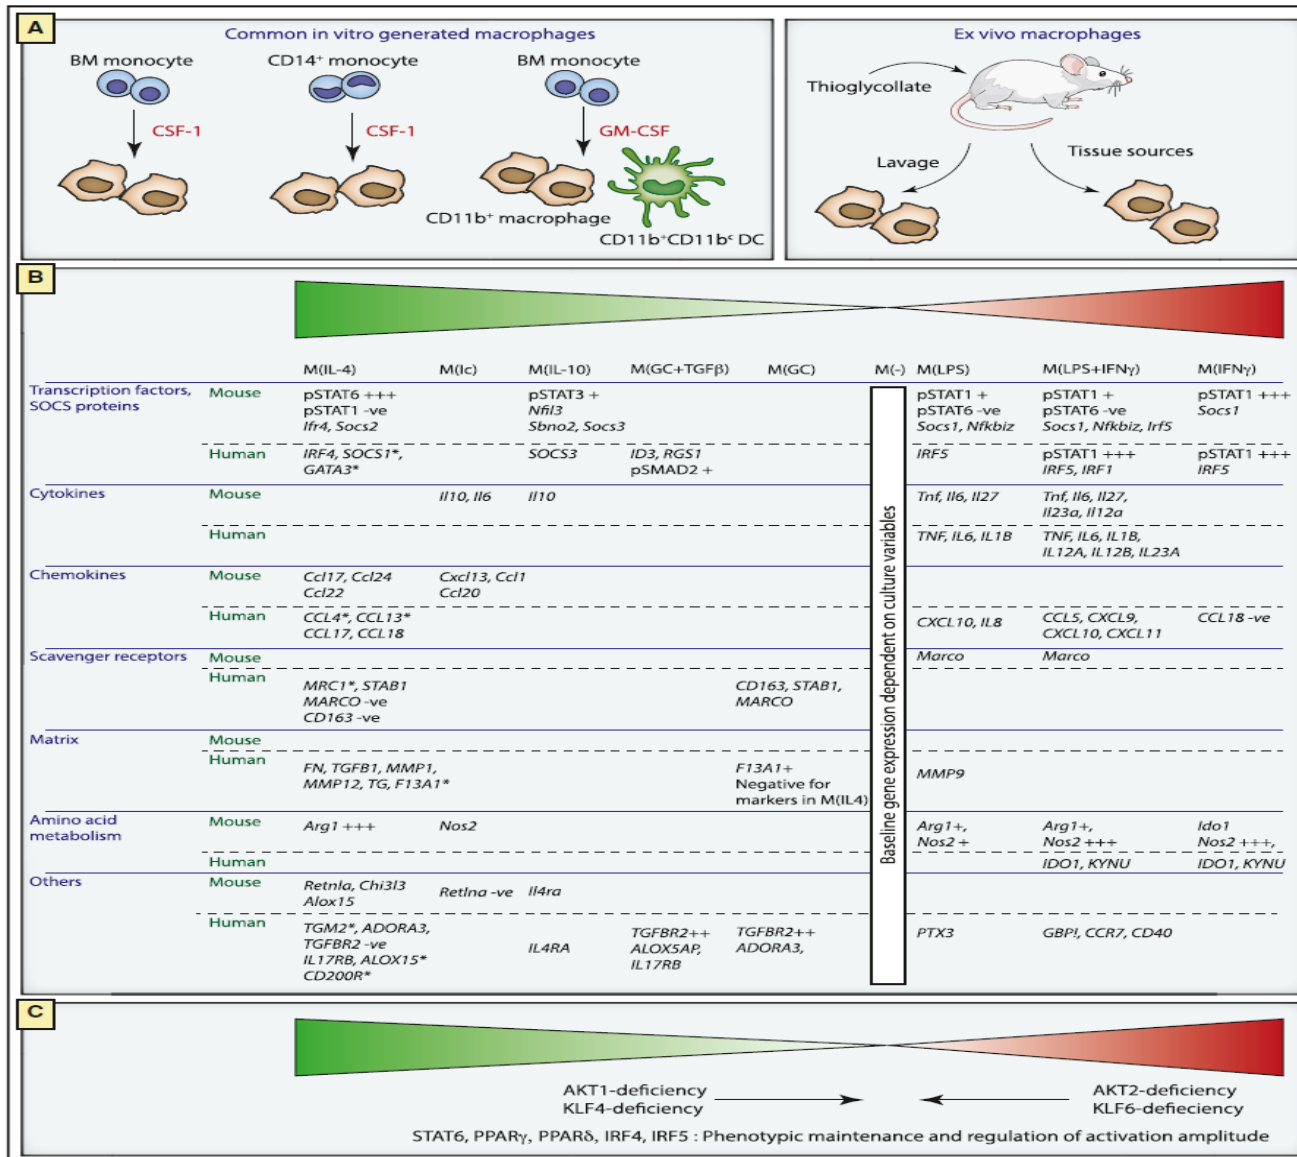 A
Common in vitro generated macrophages
BM monocyte
CD14+ monocyte
BM monocyte
CSF-1
CSF-1
GM-CSF
CD11b+ macrophage
CD11b+CD11bc DC
Ex vivo macrophages
Thioglycollate
Lavage
Tissue sources
B
M(IL-4) M(Ic) M(IL-10) M(GC+TGFβ) M(GC) M(-) M(LPS) M(LPS+IFNγ) M(IFNγ)
Baseline gene expression dependent on culture variables
Transcription factors, Mouse pSTAT6 +++ pSTAT3 + pSTAT1 + pSTAT1 + pSTAT1 +++
SOCS proteins pSTAT1 -ve Nfil3 pSTAT6 -ve pSTAT6 -ve Socs1
Ifr4, Socs2 Sbno2, Socs3 Socs1, Nfkbiz Socs1, Nfkbiz, Irf5
Human IRF4, SOCS1*, SOCS3 ID3, RGS1 IRF5 pSTAT1 +++ pSTAT1 +++
GATA3* pSMAD2 + IRF5, IRF1 IRF5
Cytokines Mouse Il10, Il6 Il10 Tnf, Il6, Il27 Tnf, Il6, Il27,
Il23a, Il12a
Human TNF, IL6, IL1B TNF, IL6, IL1B,
IL12A, IL12B, IL23A
Chemokines Mouse Ccl17, Ccl24 Cxcl13, Ccl1
Ccl22 Ccl20
Human CCL4*, CCL13* CXCL10, IL8 CCL5, CXCL9, CCL18 -ve
CCL17, CCL18 CXCL10, CXCL11
Scavenger receptors Mouse Marco Marco
Human MRC1*, STAB1 CD163, STAB1,
MARCO -ve MARCO
CD163 -ve
Matrix Mouse
Human FN, TGFB1, MMP1, F13A1+ MMP9
MMP12, TG, F13A1* Negative for
markers in M(IL4)
Amino acid Mouse Arg1 +++ Nos2 Arg1+, Arg1+, Ido1
metabolism Nos2 + Nos2 +++ Nos2 +++,
Human IDO1, KYNU IDO1, KYNU
Others Mouse Retnla, Chi3l3 Retlna -ve Il4ra
Alox15
Human TGM2*, ADORA3, TGFBR2++ TGFBR2++ PTX3 GBP!, CCR7, CD40
TGFBR2 -ve IL4RA ALOX5AP, ADORA3,
IL17RB, ALOX15* IL17RB
CD200R*
C
AKT1-deficiency AKT2-deficiency
KLF4-deficiency KLF6-defieciency
STAT6, PPARγ, PPARδ, IRF4, IRF5 : Phenotypic maintenance and regulation of activation amplitude